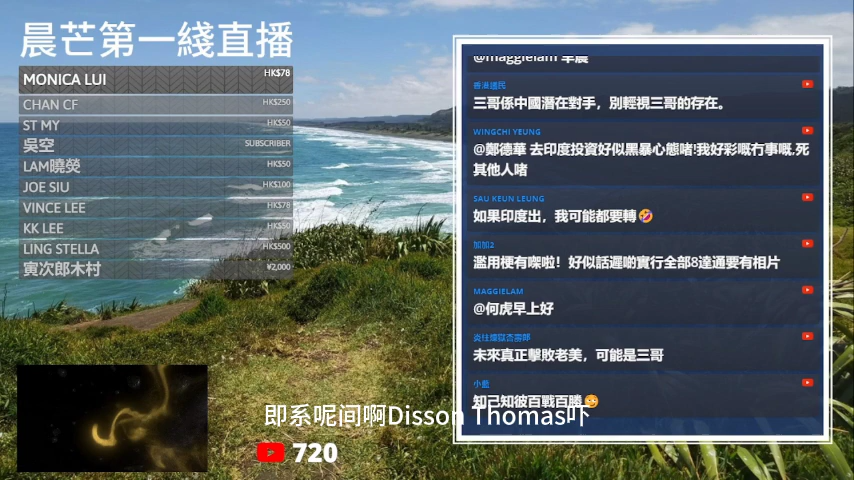 晨芒第一綫直播
MONICA LUI HK$78
CHAN CF HK$250
ST MY HK$50
吳空 SUBSCRIBER
LAM曉熒 HK$50
JOE SIU HK$100
VINCE LEE HK$78
KK LEE HK$50
LING STELLA HK$500
寅次郎木村 ¥2,000
@maggielam 早晨
香港國民
三哥係中國潛在對手，別輕視三哥的存在。
WINGCHI YEUNG
@鄭德華 去印度投資好似黑暴心態啫!我好彩嘅冇事嘅,死
其他人啫
SAU KEUN LEUNG
如果印度出，我可能都要轉🤣
加加2
濫用梗有㗎啦！好似話遲啲實行全部8達通要有相片
MAGGIELAM
@何虎早上好
未來真正擊敗老美，可能是三哥
小藍
知己知彼百戰百勝
即系呢间啊Disson Thomas吓
720